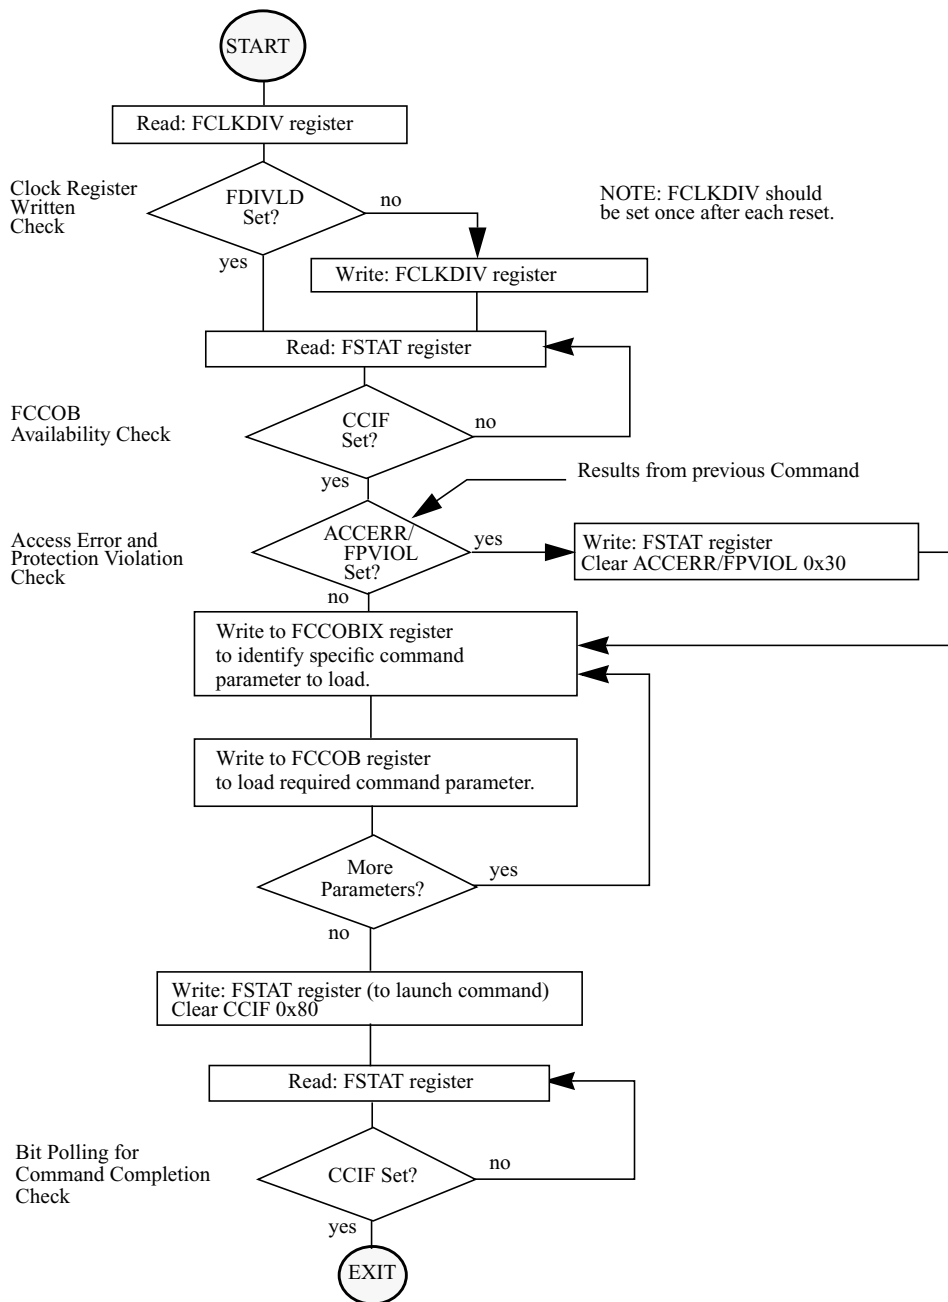 START
Read: FCLKDIV register
Clock Register
Written
Check
FDIVLD
Set?
no
yes
NOTE: FCLKDIV should
be set once after each reset.
Write: FCLKDIV register
Read: FSTAT register
FCCOB
Availability Check
CCIF
Set?
no
yes
Results from previous Command
Access Error and
Protection Violation
Check
ACCERR/
FPVIOL
Set?
yes
no
Write: FSTAT register
Clear ACCERR/FPVIOL 0x30
Write to FCCOBIX register
to identify specific command
parameter to load.
Write to FCCOB register
to load required command parameter.
More
Parameters?
yes
no
Write: FSTAT register (to launch command)
Clear CCIF 0x80
Read: FSTAT register
Bit Polling for
Command Completion
Check
CCIF Set?
no
yes
EXIT